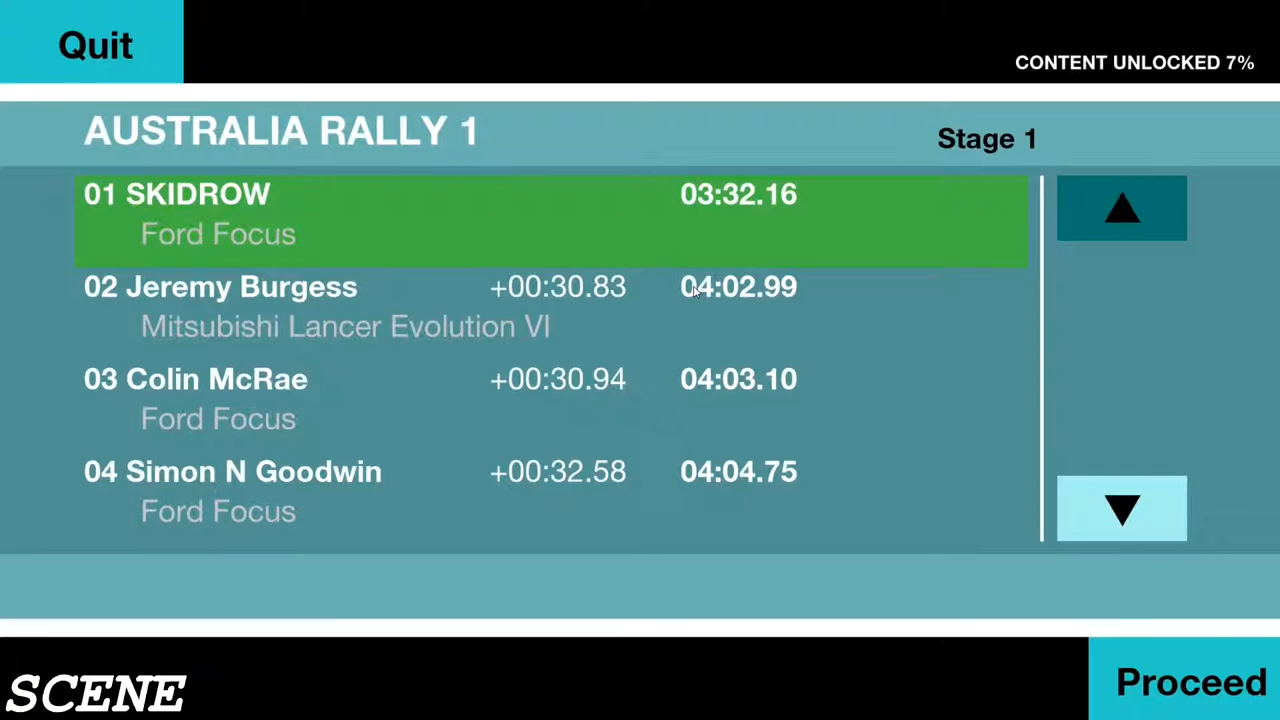 Quit
CONTENT UNLOCKED 7%
AUSTRALIA RALLY 1
Stage 1
01 SKIDROW 03:32.16
Ford Focus
02 Jeremy Burgess +00:30.83 04:02.99
Mitsubishi Lancer Evolution VI
03 Colin McRae +00:30.94 04:03.10
Ford Focus
04 Simon N Goodwin +00:32.58 04:04.75
Ford Focus
SCENE
Proceed